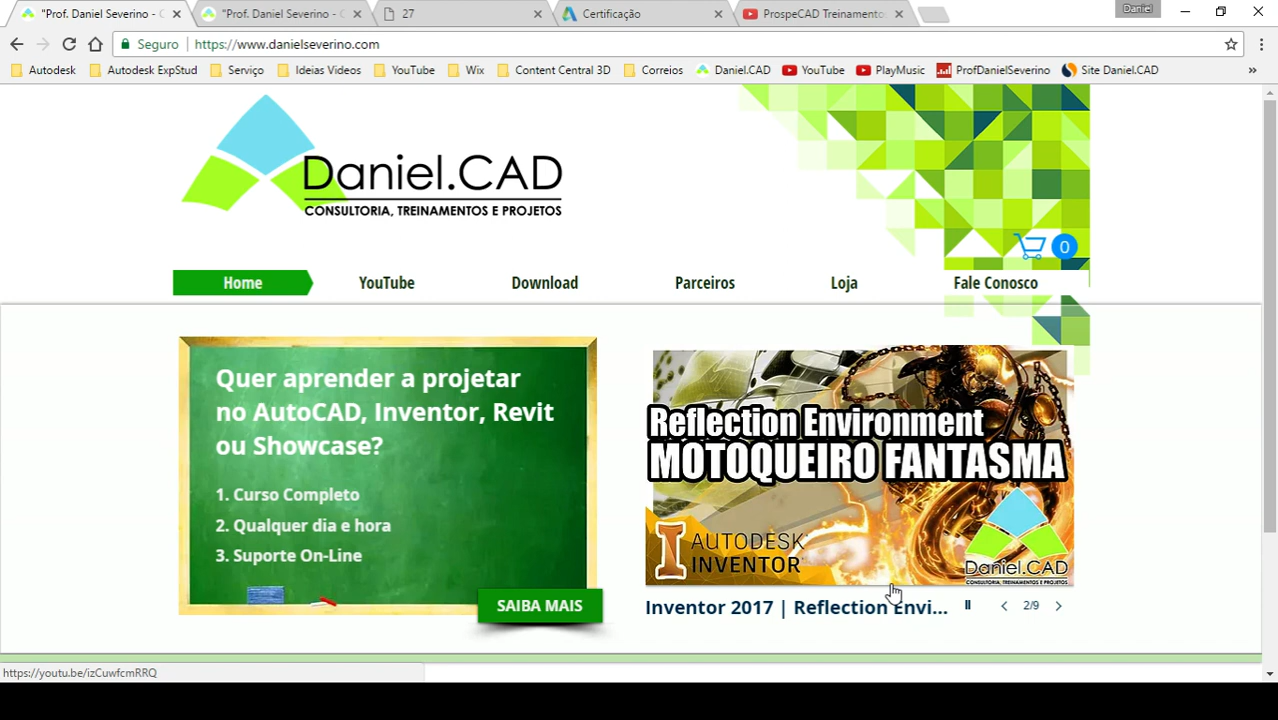 "Prof. Daniel Severino - C
"Prof. Daniel Severino - C
27
Certificação
ProspeCAD Treinamento
Daniel
Seguro
https://www.danielseverino.com
Autodesk
Autodesk ExpStud
Serviço
Ideias Videos
YouTube
Wix
Content Central 3D
Correios
Daniel.CAD
YouTube
PlayMusic
ProfDanielSeverino
Site Daniel.CAD
»
Daniel.CAD
CONSULTORIA, TREINAMENTOS E PROJETOS
0
Home
YouTube
Download
Parceiros
Loja
Fale Conosco
Quer aprender a projetar
no AutoCAD, Inventor, Revit
ou Showcase?
1. Curso Completo
2. Qualquer dia e hora
3. Suporte On-Line
SAIBA MAIS
Reflection Environment
MOTOQUEIRO FANTASMA
AUTODESK
INVENTOR
Daniel.CAD
CONSULTORIA, TREINAMENTOS E PROJETOS
Inventor 2017 | Reflection Envi...
2/9
https://youtu.be/izCuwfcmRRQ